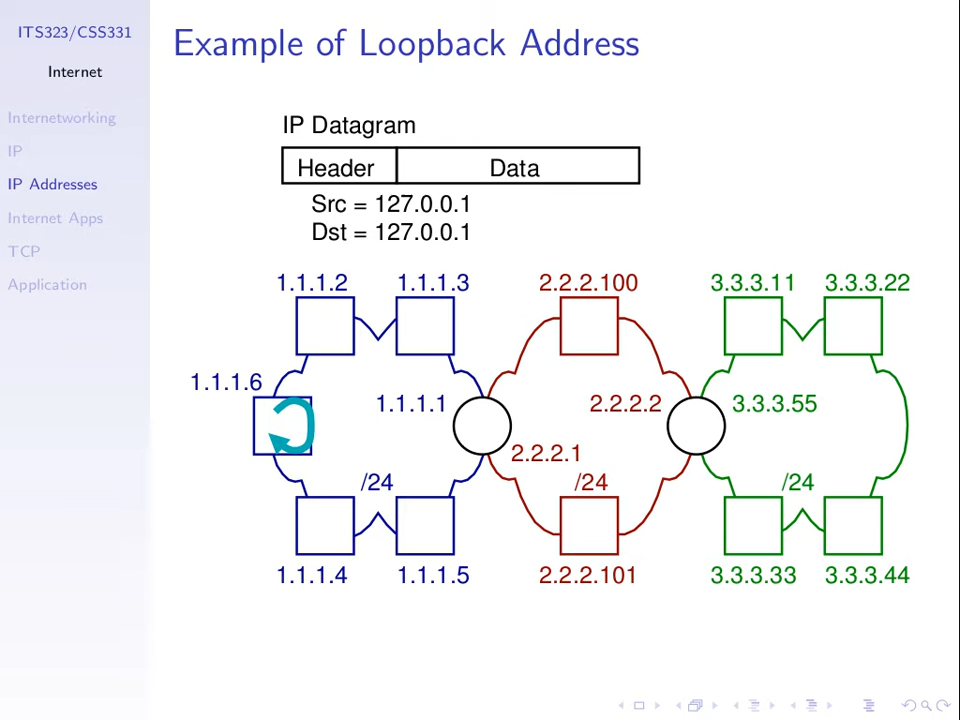 ITS323/CSS331
Internet
Internetworking
IP
IP Addresses
Internet Apps
TCP
Application
Example of Loopback Address
IP Datagram
Header Data
Src = 127.0.0.1
Dst = 127.0.0.1
1.1.1.2 1.1.1.3 2.2.2.100 3.3.3.11 3.3.3.22
1.1.1.6
1.1.1.1 2.2.2.2 3.3.3.55
2.2.2.1
/24 /24 /24
1.1.1.4 1.1.1.5 2.2.2.101 3.3.3.33 3.3.3.44